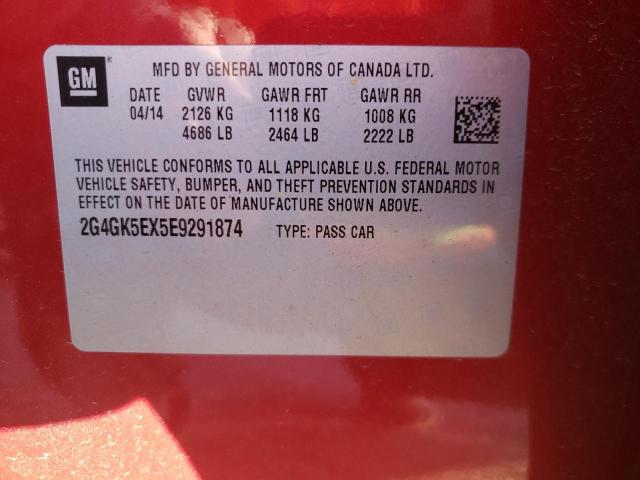 GM
MFD BY GENERAL MOTORS OF CANADA LTD.
DATE GVWR GAWR FRT GAWR RR
04/14 2126 KG 1118 KG 1008 KG
4686 LB 2464 LB 2222 LB
THIS VEHICLE CONFORMS TO ALL APPLICABLE U.S. FEDERAL MOTOR
VEHICLE SAFETY, BUMPER, AND THEFT PREVENTION STANDARDS IN
EFFECT ON THE DATE OF MANUFACTURE SHOWN ABOVE.
2G4GK5EX5E9291874 TYPE: PASS CAR